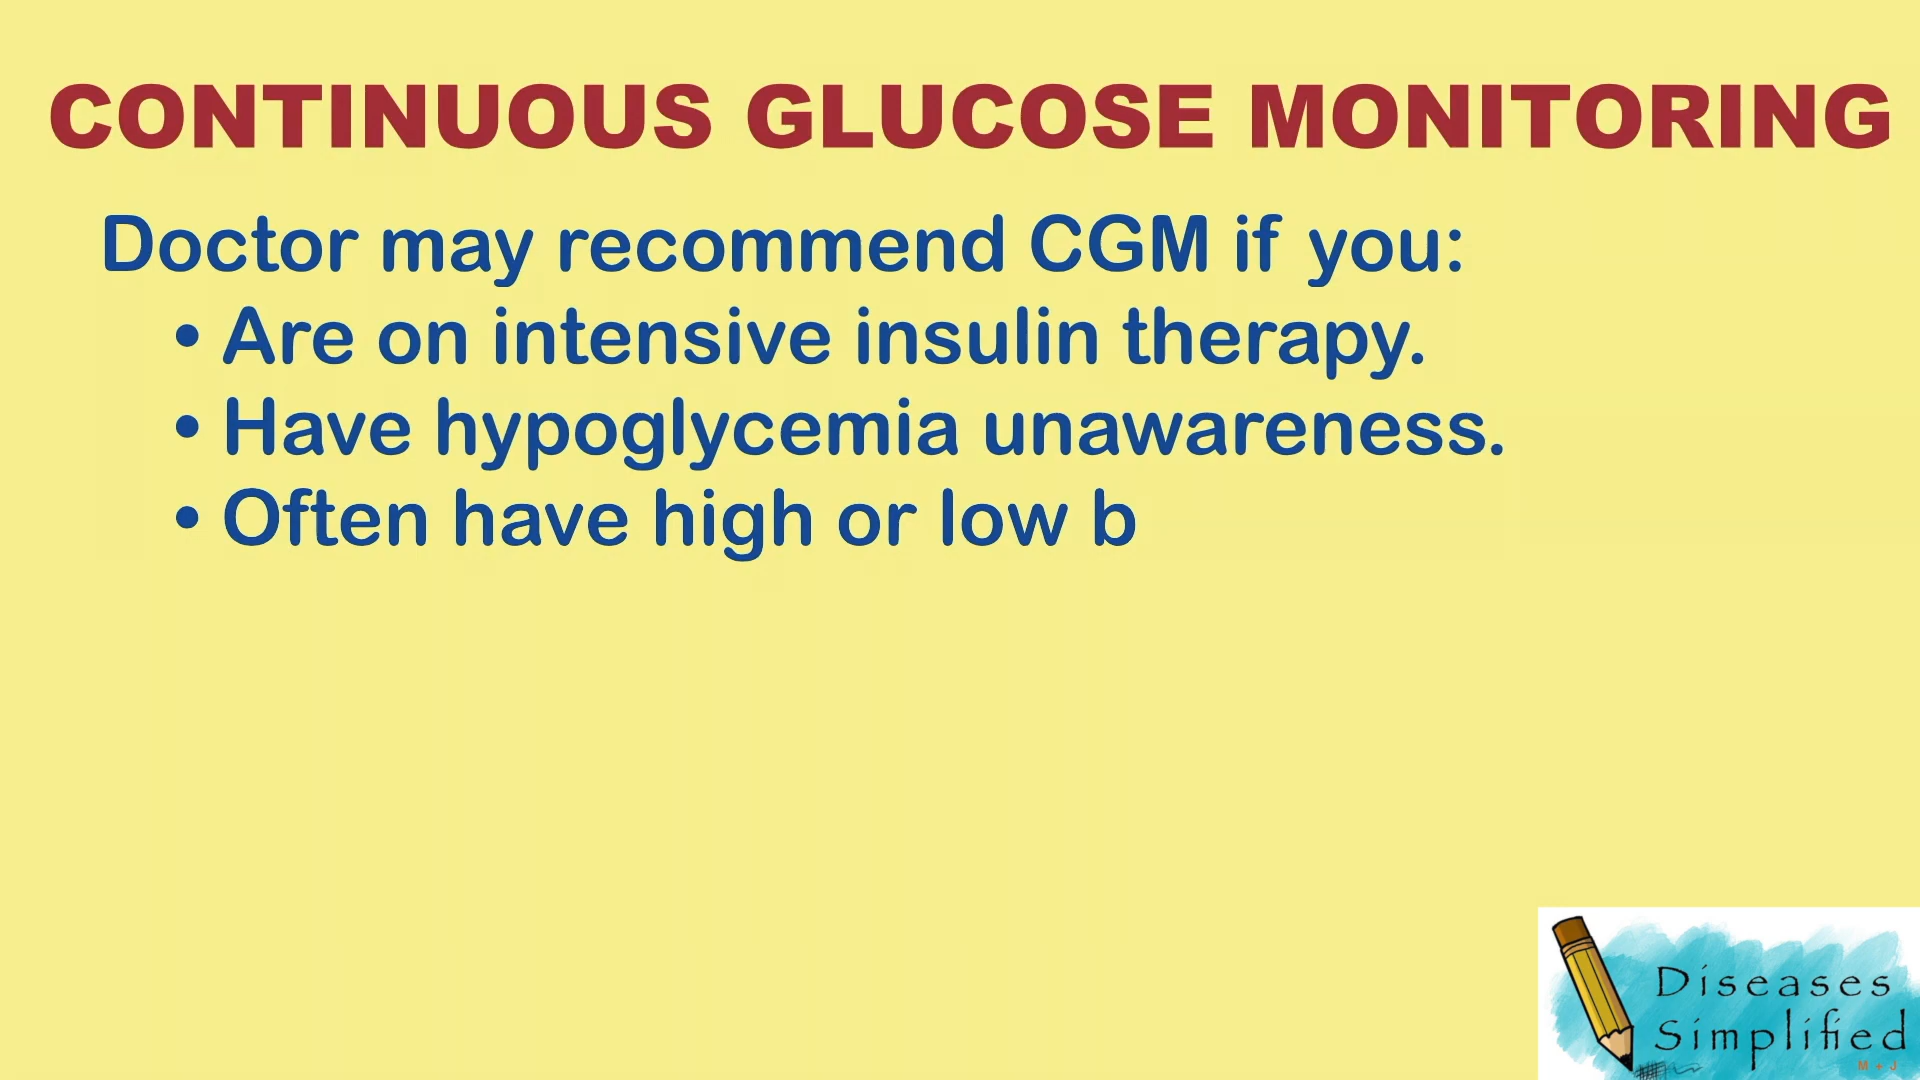 CONTINUOUS GLUCOSE MONITORING
Doctor may recommend CGM if you:
• Are on intensive insulin therapy.
• Have hypoglycemia unawareness.
• Often have high or low b
Diseases
Simplified
M + J